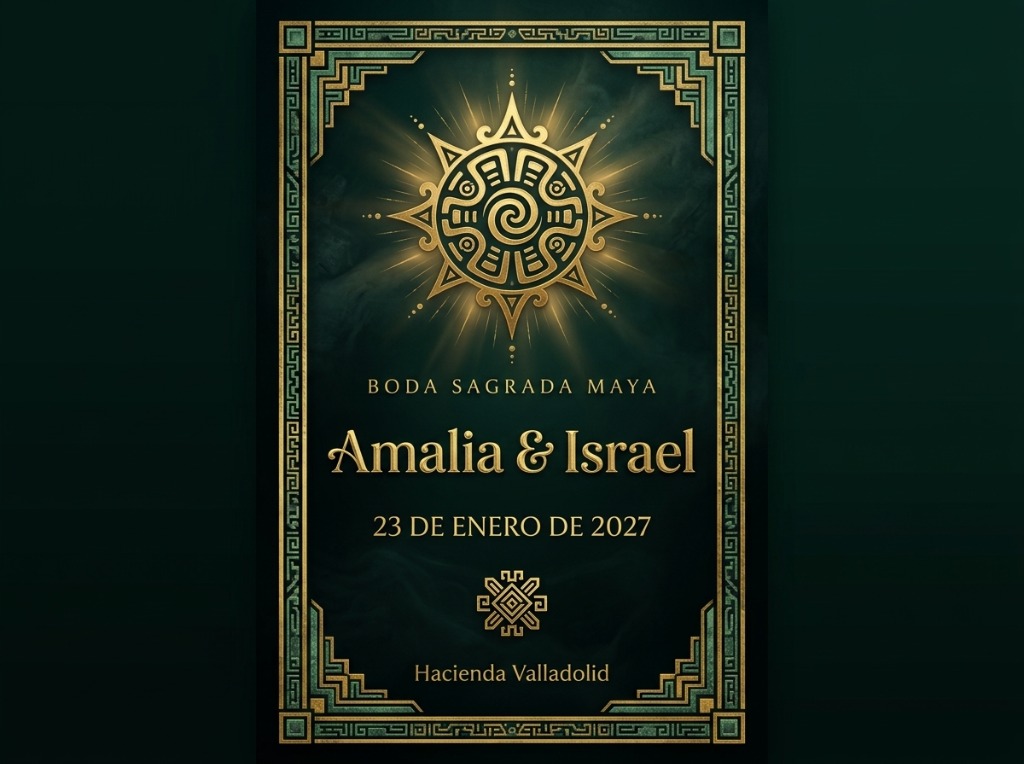 BODA SAGRADA MAYA
Amalia & Israel
23 DE ENERO DE 2027
Hacienda Valladolid